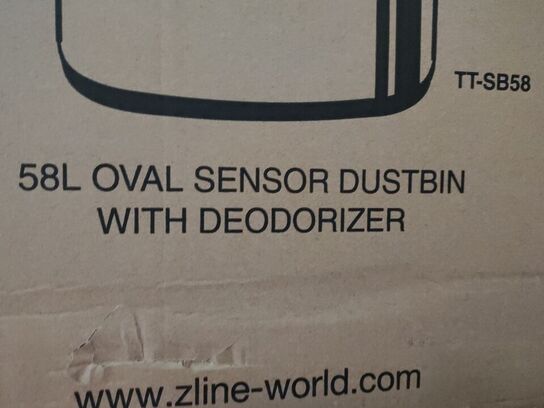 TT-SB58
58L OVAL SENSOR DUSTBIN
WITH DEODORIZER
www.zline-world.com